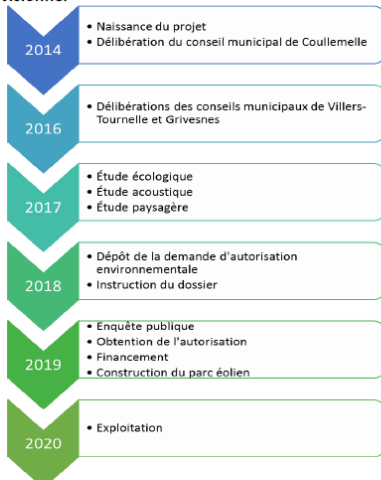 2014
• Naissance du projet
• Délibération du conseil municipal de Coullemelle
2016
• Délibérations des conseils municipaux de Villers-
Tournelle et Grivesnes
2017
• Étude écologique
• Étude acoustique
• Étude paysagère
2018
• Dépôt de la demande d'autorisation
environnementale
• Instruction du dossier
2019
• Enquête publique
• Obtention de l'autorisation
• Financement
• Construction du parc éolien
2020
• Exploitation